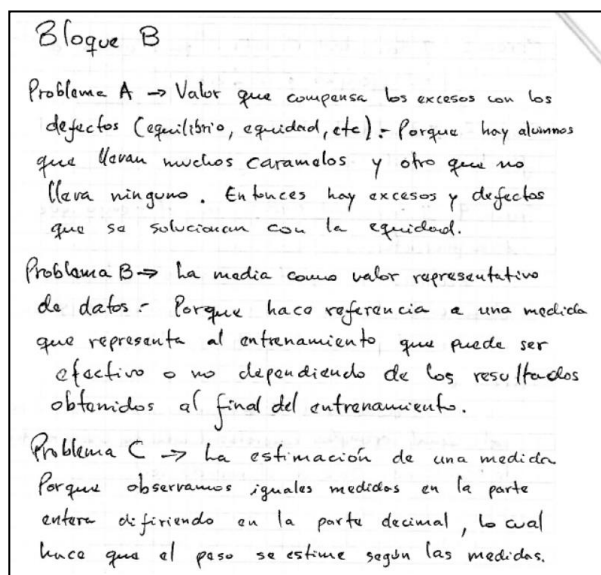 Bloque B
Problema A → Valor que compensa los excesos con los
defectos (equilibrio, equidad, etc).- Porque hay alumnos
que llevan muchos caramelos y otro que no
lleva ninguno. Entonces hay excesos y defectos
que se solucionan con la equidad.
Problema B → La media como valor representativo
de datos.- Porque hace referencia a una medida
que representa al entrenamiento que puede ser
efectivo o no dependiendo de los resultados
obtenidos al final del entrenamiento.
Problema C → La estimación de una medida
Porque observamos iguales medidas en la parte
entera difiriendo en la parte decimal, lo cual
hace que el peso se estime según las medidas.